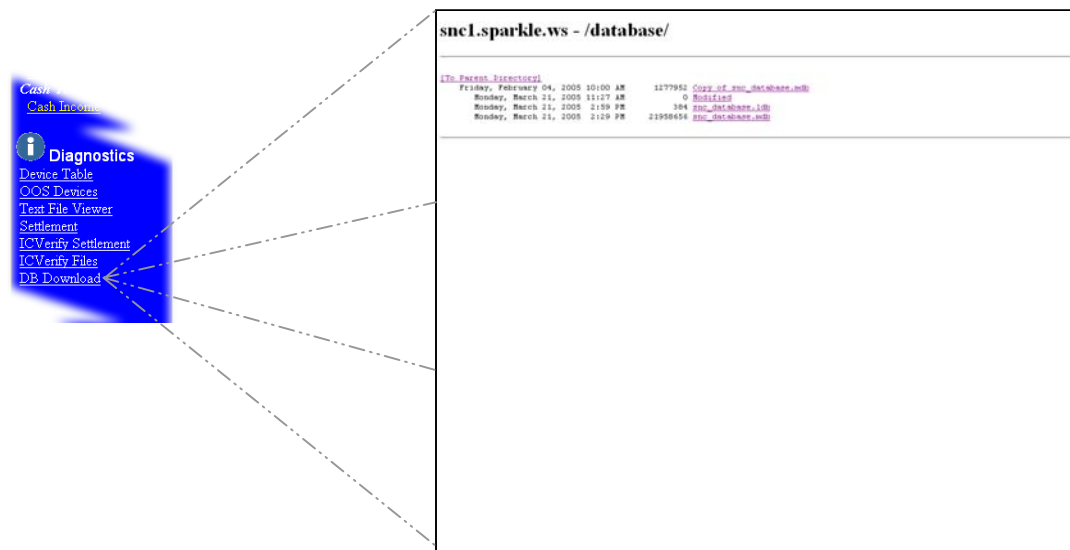 Cash
Cash Income
Diagnostics
Device Table
OOS Devices
Text File Viewer
Settlement
ICVerify Settlement
ICVerify Files
DB Download
snc1.sparkle.ws - /database/
[To Parent Directory]
Friday, February 04, 2005 10:00 AM 1277952 Copy of snc_database.mdb
Monday, March 21, 2005 11:27 AM 0 Modified
Monday, March 21, 2005 2:59 PM 384 snc_database.ldb
Monday, March 21, 2005 2:29 PM 21958656 snc_database.mdb